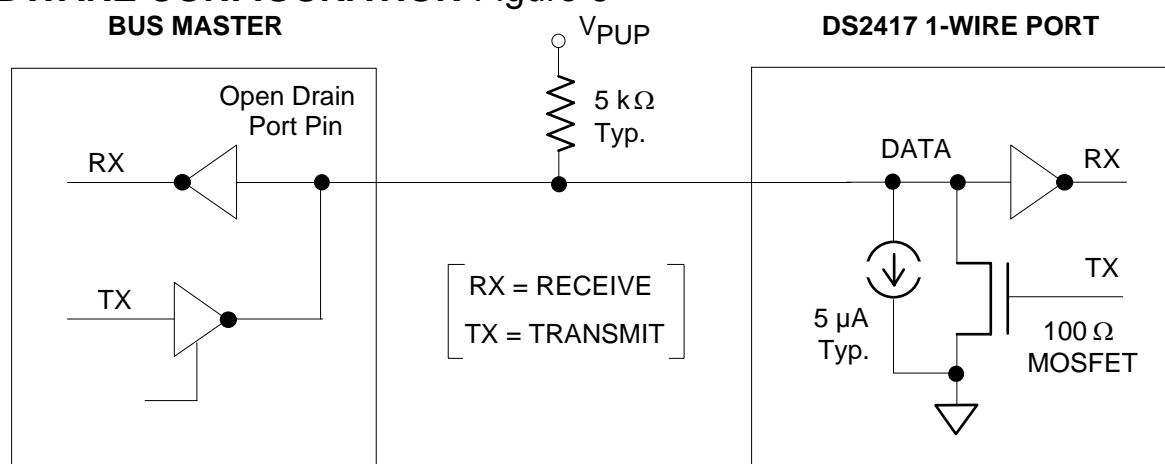 BUS MASTER
VPUP
DS2417 1-WIRE PORT
Open Drain
Port Pin
5 kΩ
Typ.
RX
DATA
RX
TX
RX = RECEIVE
TX = TRANSMIT
TX
5 µA
Typ.
100 Ω
MOSFET